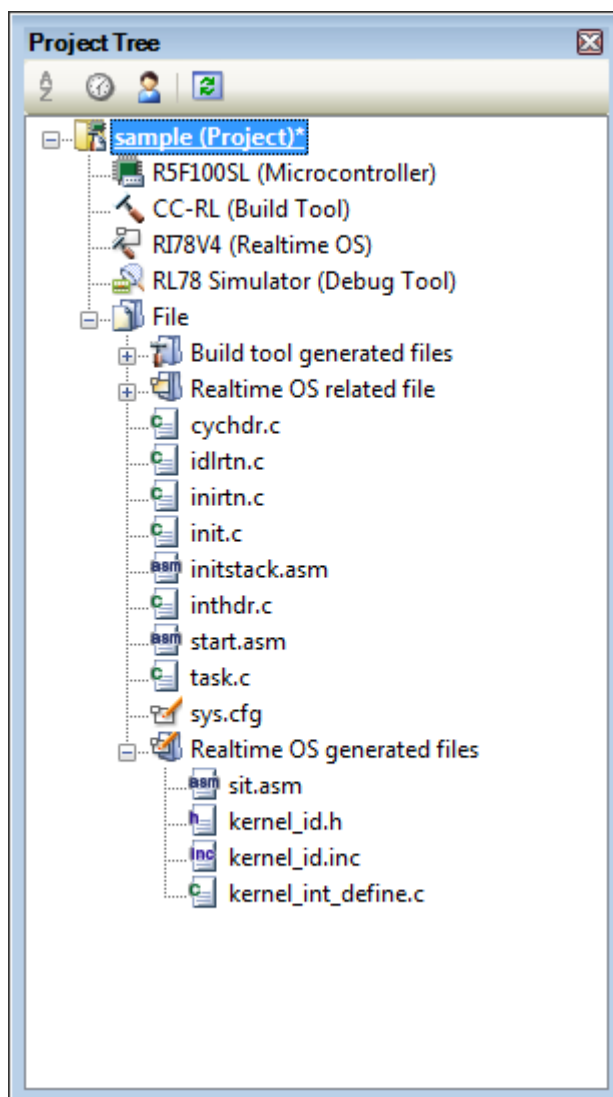 Project Tree
sample (Project)*
R5F100SL (Microcontroller)
CC-RL (Build Tool)
RI78V4 (Realtime OS)
RL78 Simulator (Debug Tool)
File
Build tool generated files
Realtime OS related file
cychdr.c
idlrtn.c
inirtn.c
init.c
initstack.asm
inthdr.c
start.asm
task.c
sys.cfg
Realtime OS generated files
sit.asm
kernel_id.h
kernel_id.inc
kernel_int_define.c